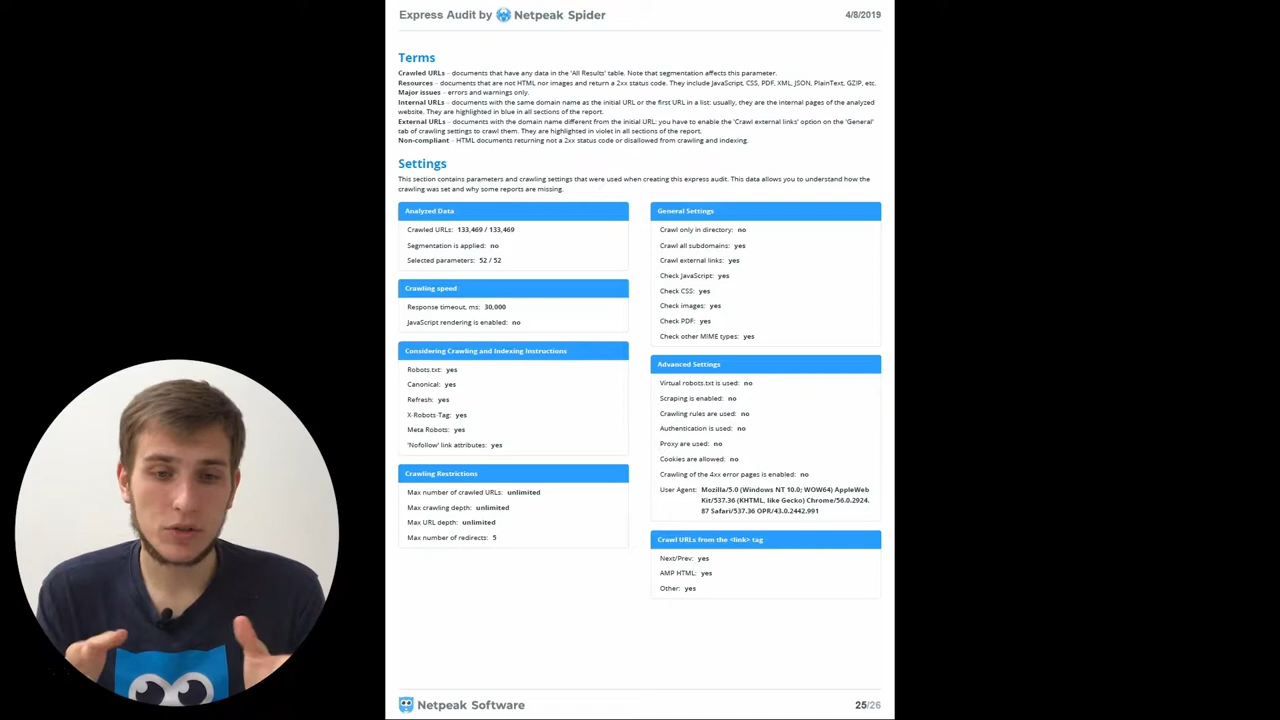 Express Audit by Netpeak Spider
4/8/2019
Terms
Crawled URLs – documents that have any data in the 'All Results' table. Note that segmentation affects this parameter.
Resources – documents that are not HTML nor images and return a 2xx status code. They include JavaScript, CSS, PDF, XML, JSON, PlainText, GZIP, etc.
Major issues – errors and warnings only.
Internal URLs – documents with the same domain name as the initial URL or the first URL in a list: usually, they are the internal pages of the analyzed
website. They are highlighted in blue in all sections of the report.
External URLs – documents with the domain name different from the initial URL: you have to enable the 'Crawl external links' option on the 'General'
tab of crawling settings to crawl them. They are highlighted in violet in all sections of the report.
Non-compliant – HTML documents returning not a 2xx status code or disallowed from crawling and indexing.
Settings
This section contains parameters and crawling settings that were used when creating this express audit. This data allows you to understand how the
crawling was set and why some reports are missing.
Analyzed Data
Crawled URLs: 133,469 / 133,469
Segmentation is applied: no
Selected parameters: 52 / 52
Crawling speed
Response timeout, ms: 30,000
JavaScript rendering is enabled: no
Considering Crawling and Indexing Instructions
Robots.txt: yes
Canonical: yes
Refresh: yes
X-Robots-Tag: yes
Meta Robots: yes
'Nofollow' link attributes: yes
Crawling Restrictions
Max number of crawled URLs: unlimited
Max crawling depth: unlimited
Max URL depth: unlimited
Max number of redirects: 5
General Settings
Crawl only in directory: no
Crawl all subdomains: yes
Crawl external links: yes
Check JavaScript: yes
Check CSS: yes
Check images: yes
Check PDF: yes
Check other MIME types: yes
Advanced Settings
Virtual robots.txt is used: no
Scraping is enabled: no
Crawling rules are used: no
Authentication is used: no
Proxy are used: no
Cookies are allowed: no
Crawling of the 4xx error pages is enabled: no
User Agent: Mozilla/5.0 (Windows NT 10.0; WOW64) AppleWeb
Kit/537.36 (KHTML, like Gecko) Chrome/56.0.2924.
87 Safari/537.36 OPR/43.0.2442.991
Crawl URLs from the <link> tag
Next/Prev: yes
AMP HTML: yes
Other: yes
Netpeak Software
25/26